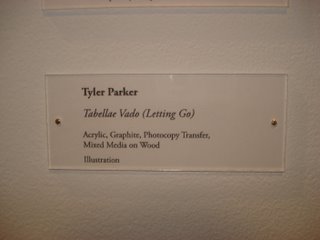 Tyler Parker
Tabellae Vado (Letting Go)
Acrylic, Graphite, Photocopy Transfer,
Mixed Media on Wood
Illustration